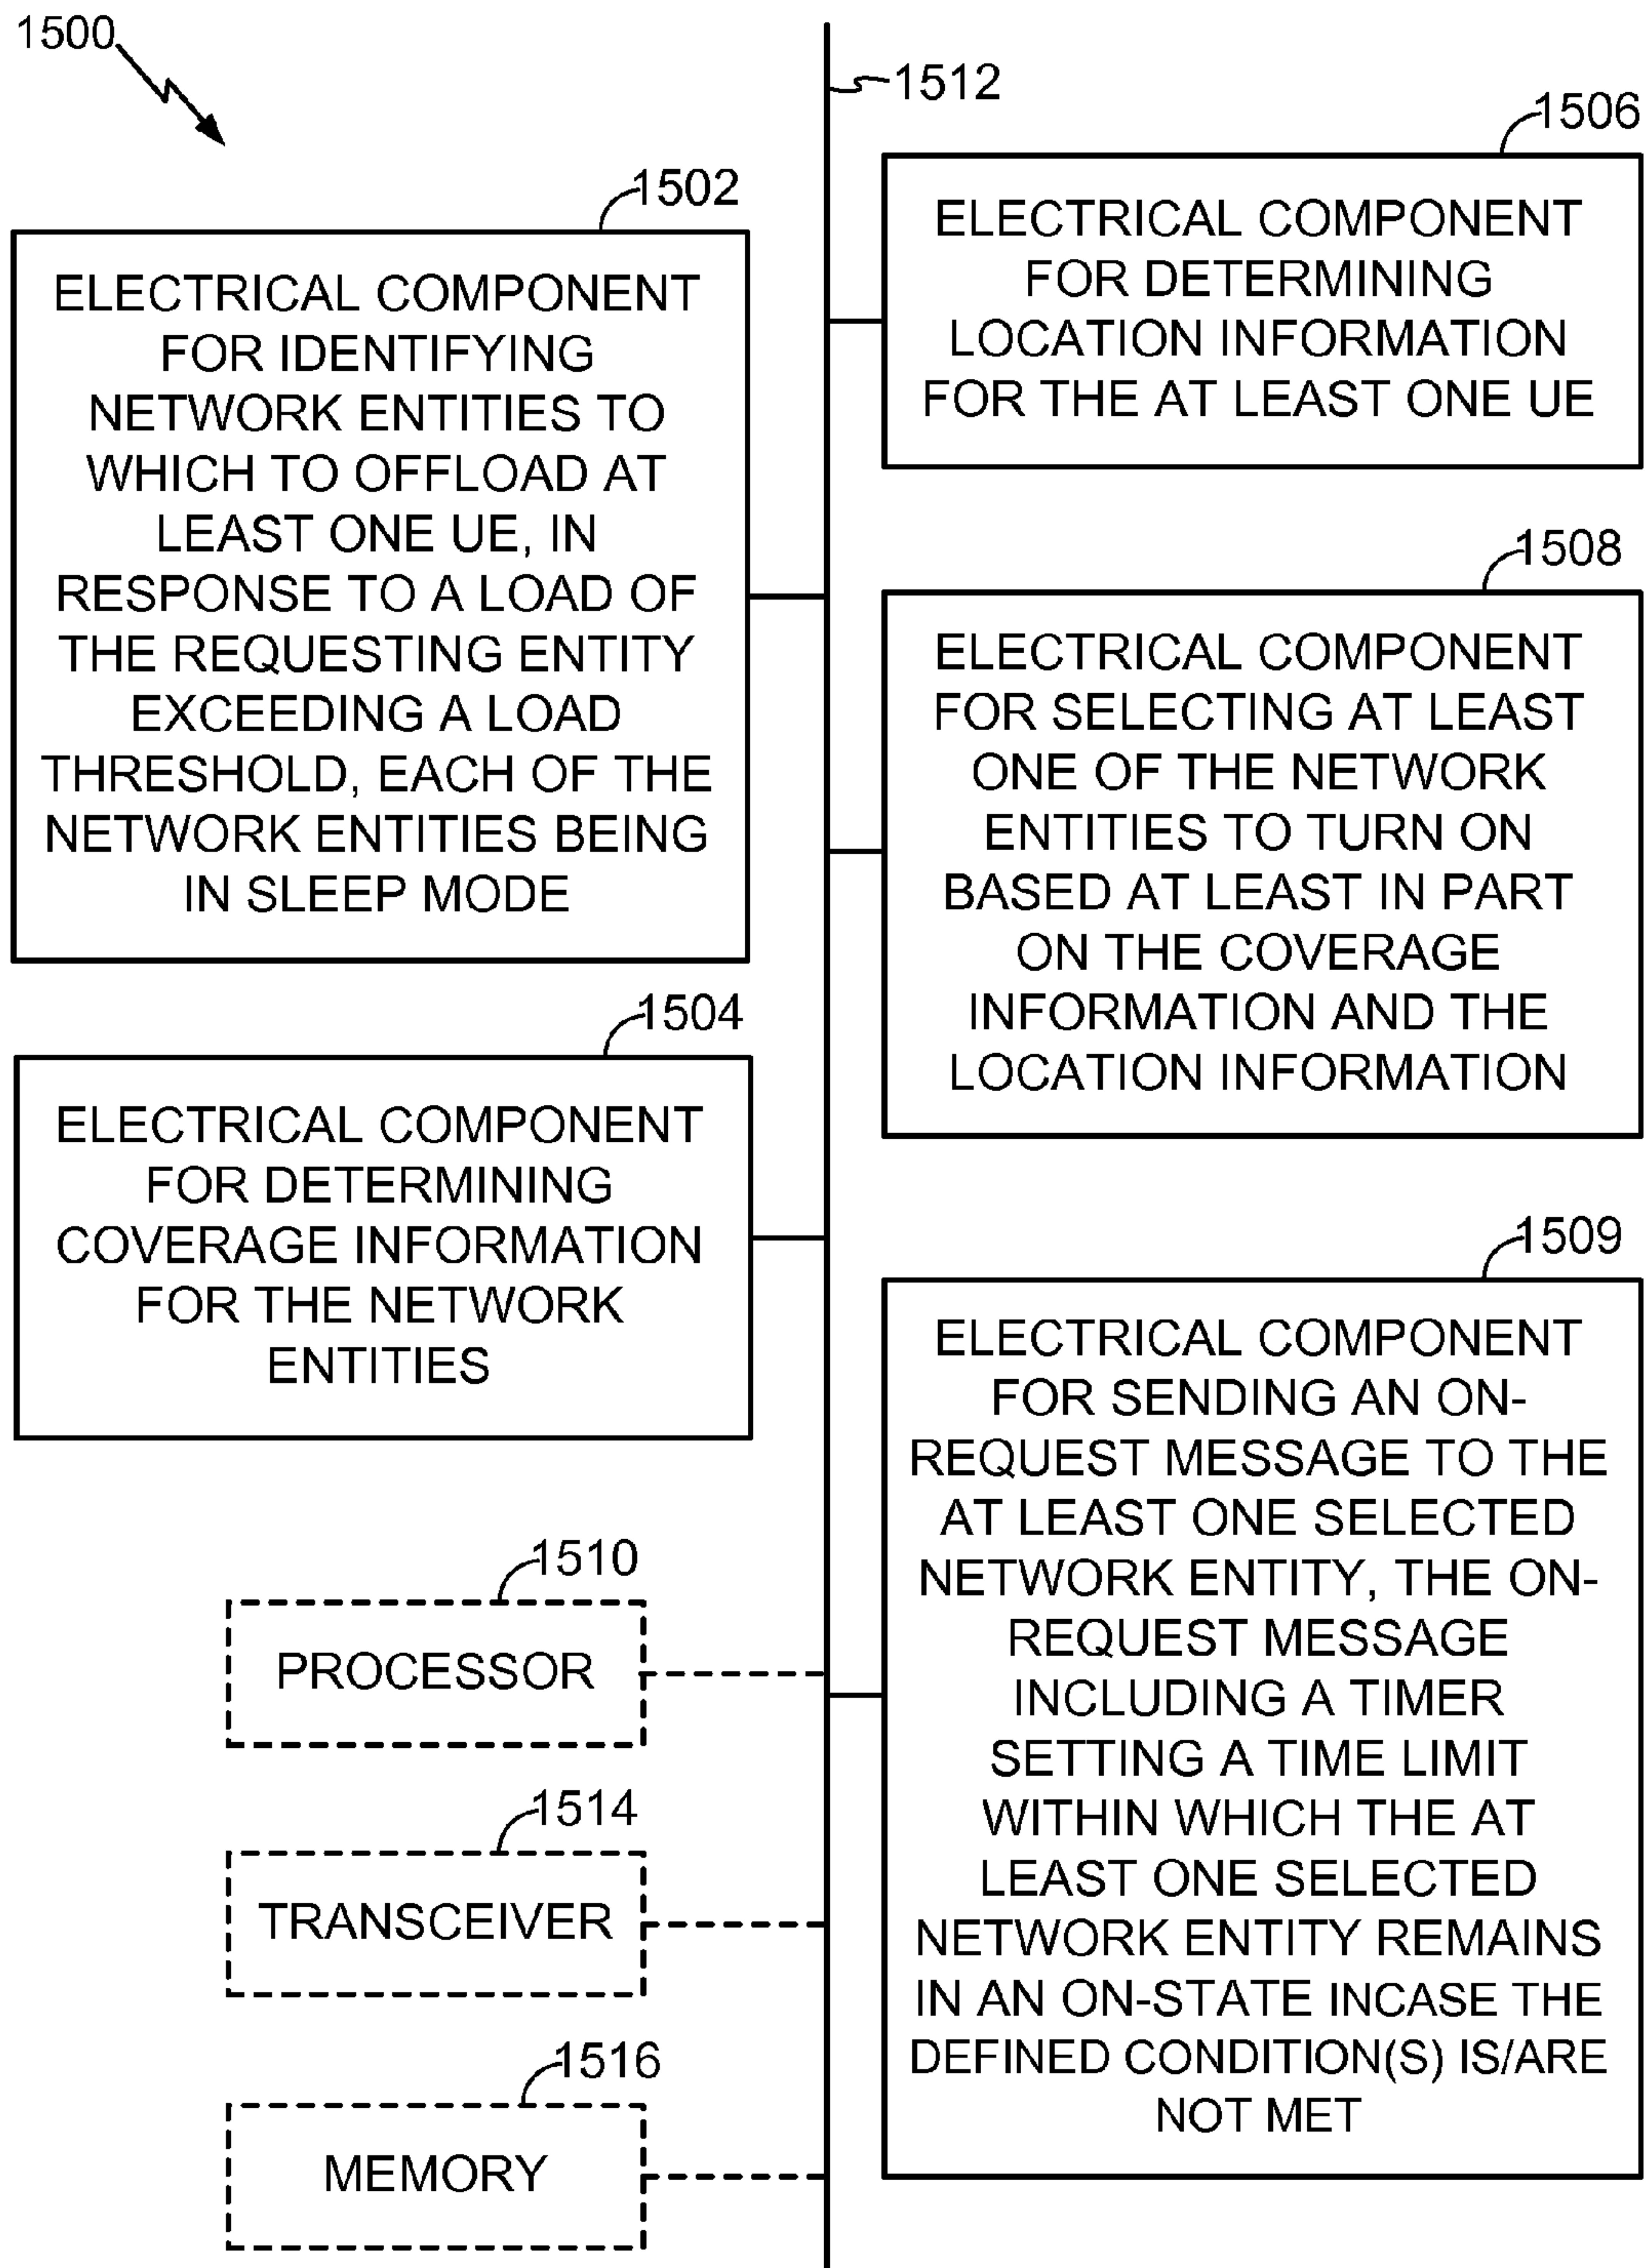 1500
1512
1506
ELECTRICAL COMPONENT
FOR DETERMINING
LOCATION INFORMATION
FOR THE AT LEAST ONE UE
1502
ELECTRICAL COMPONENT
FOR IDENTIFYING
NETWORK ENTITIES TO
WHICH TO OFFLOAD AT
LEAST ONE UE, IN
RESPONSE TO A LOAD OF
THE REQUESTING ENTITY
EXCEEDING A LOAD
THRESHOLD, EACH OF THE
NETWORK ENTITIES BEING
IN SLEEP MODE
1508
ELECTRICAL COMPONENT
FOR SELECTING AT LEAST
ONE OF THE NETWORK
ENTITIES TO TURN ON
BASED AT LEAST IN PART
ON THE COVERAGE
INFORMATION AND THE
LOCATION INFORMATION
1504
ELECTRICAL COMPONENT
FOR DETERMINING
COVERAGE INFORMATION
FOR THE NETWORK
ENTITIES
1509
ELECTRICAL COMPONENT
FOR SENDING AN ON-
REQUEST MESSAGE TO THE
AT LEAST ONE SELECTED
NETWORK ENTITY, THE ON-
REQUEST MESSAGE
INCLUDING A TIMER
SETTING A TIME LIMIT
WITHIN WHICH THE AT
LEAST ONE SELECTED
NETWORK ENTITY REMAINS
IN AN ON-STATE INCASE THE
DEFINED CONDITION(S) IS/ARE
NOT MET
1510
PROCESSOR
1514
TRANSCEIVER
1516
MEMORY